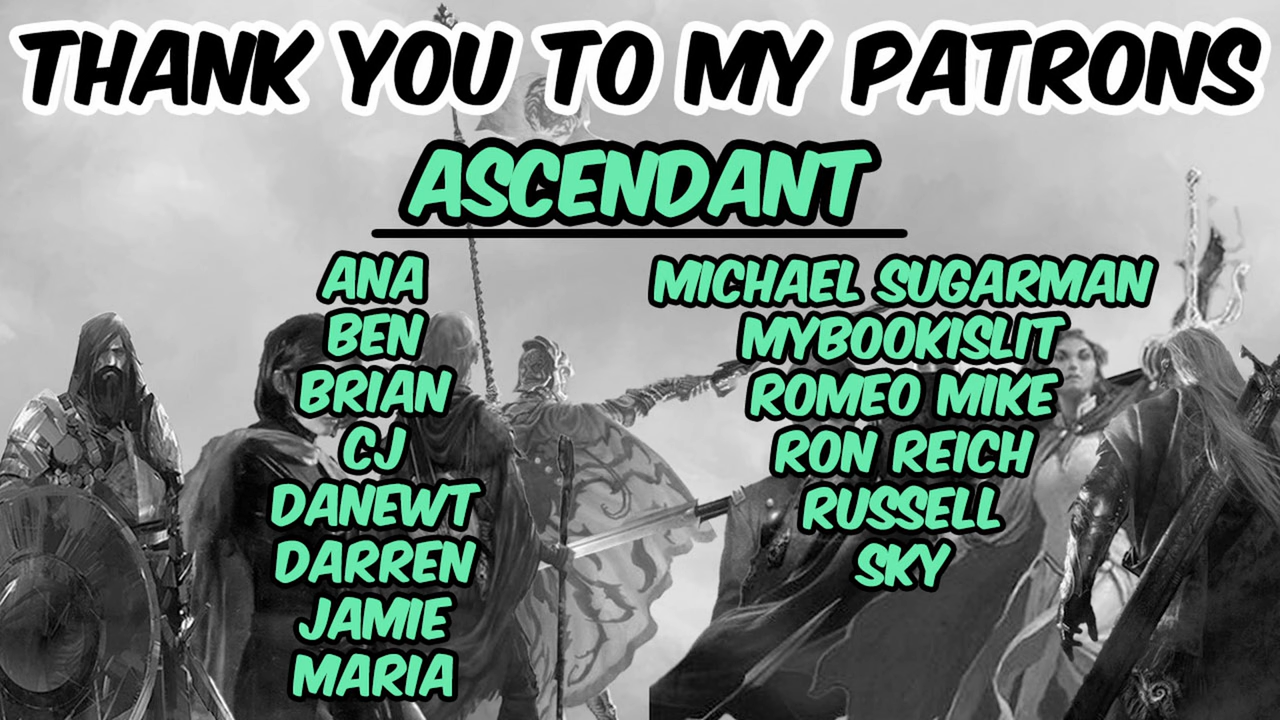 THANK YOU TO MY PATRONS
ASCENDANT
ANA
BEN
BRIAN
CJ
DANEWT
DARREN
JAMIE
MARIA
MICHAEL SUGARMAN
MYBOOKISLIT
ROMEO MIKE
RON REICH
RUSSELL
SKY